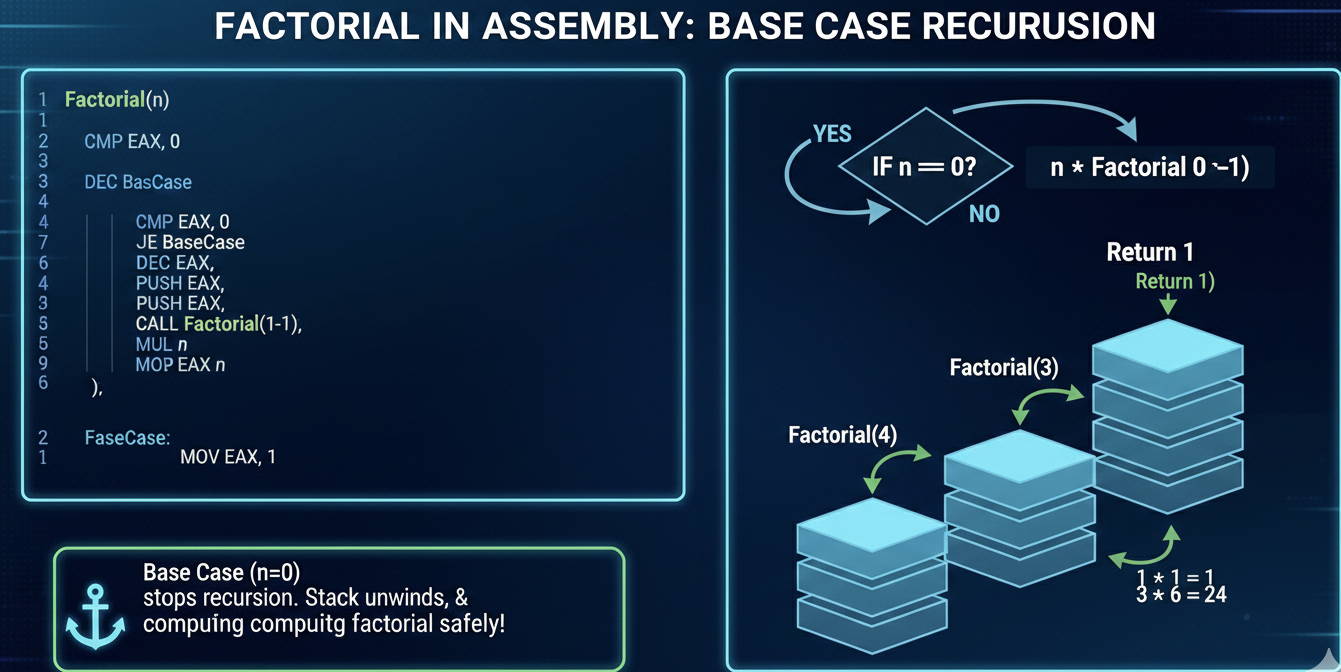 FACTORIAL IN ASSEMBLY: BASE CASE RECURUSION
1 Factorial(n)
1
2 CMP EAX, 0
3
3 DEC BasCase
4
4 CMP EAX, 0
7 JE BaseCase
6 DEC EAX,
4 PUSH EAX,
3 PUSH EAX,
5 CALL Factorial(1-1),
5 MUL n
9 MOP EAX n
6 ),
2 FaseCase:
1 MOV EAX, 1
Base Case (n=0)
stops recursion. Stack unwinds, &
computing compuitg factorial safely!
YES
IF n == 0?
NO
n * Factorial 0 -1)
Return 1
Return 1)
Factorial(3)
Factorial(4)
1 * 1 = 1
3 * 6 = 24